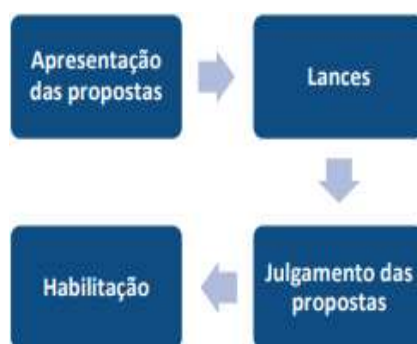 Apresentação
das propostas
Lances
Julgamento das
propostas
Habilitação